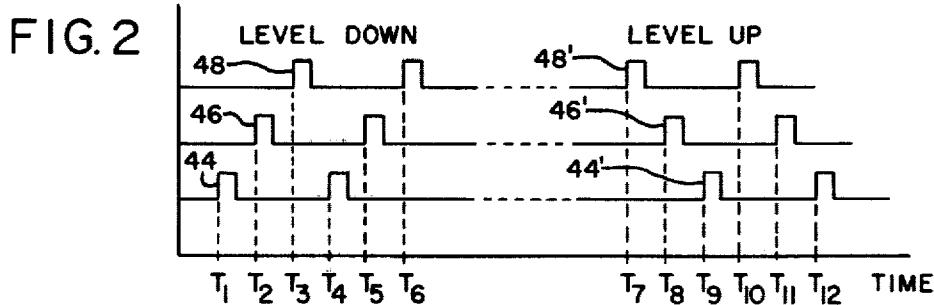 FIG. 2
LEVEL DOWN
LEVEL UP
48
48'
46
46'
44
44'
T1 T2 T3 T4 T5 T6 T7 T8 T9 T10 T11 T12 TIME